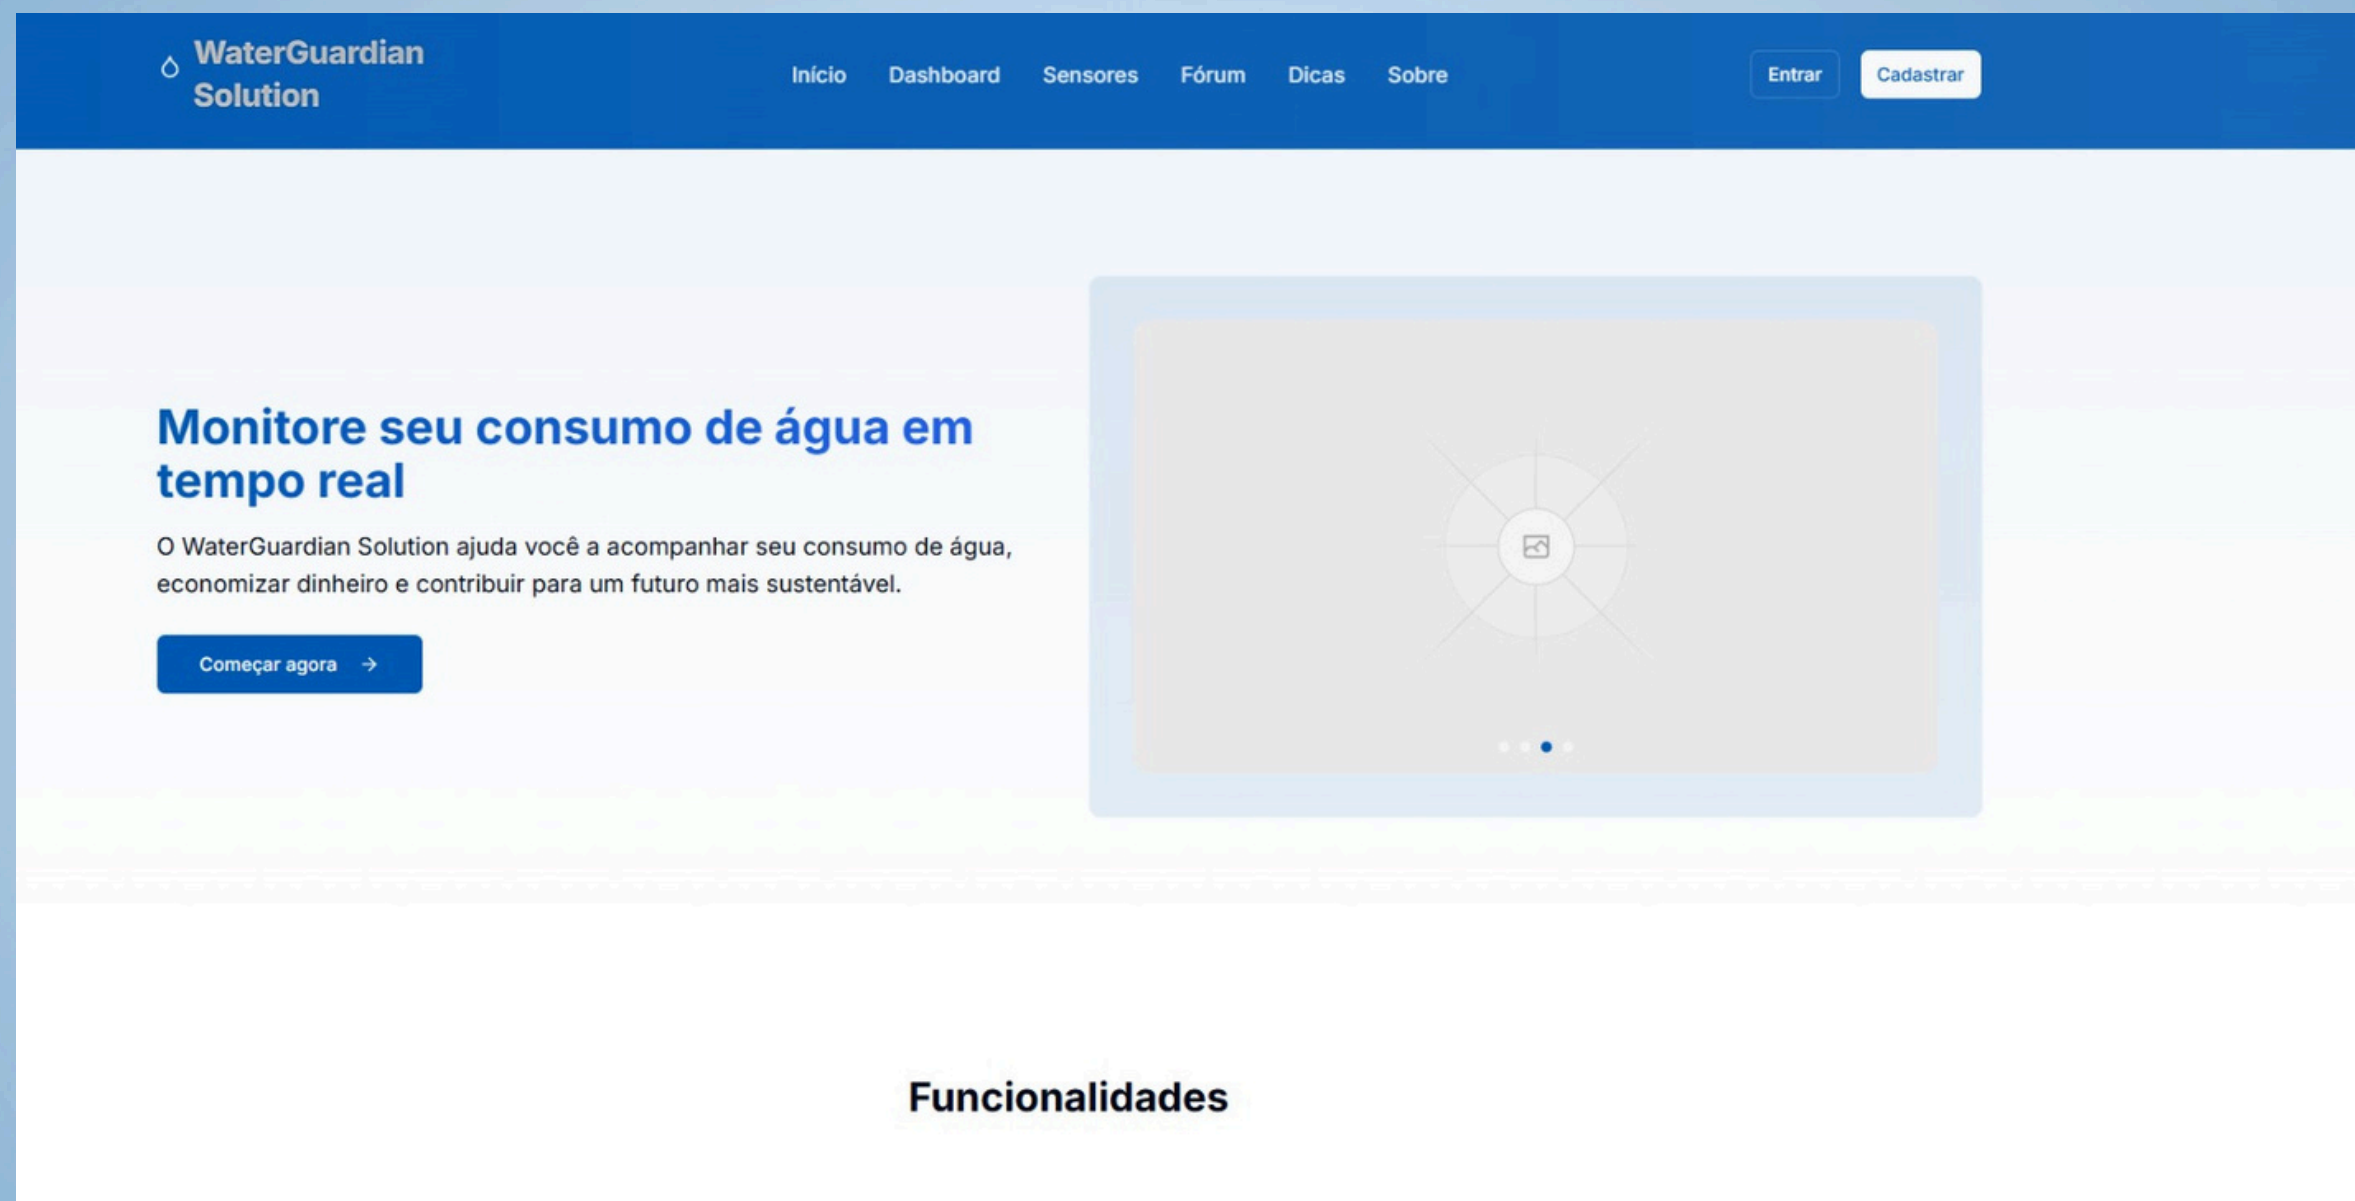 WaterGuardian
Solution
Início Dashboard Sensores Fórum Dicas Sobre
Entrar Cadastrar
Monitore seu consumo de água em
tempo real
O WaterGuardian Solution ajuda você a acompanhar seu consumo de água,
economizar dinheiro e contribuir para um futuro mais sustentável.
Começar agora →
Funcionalidades